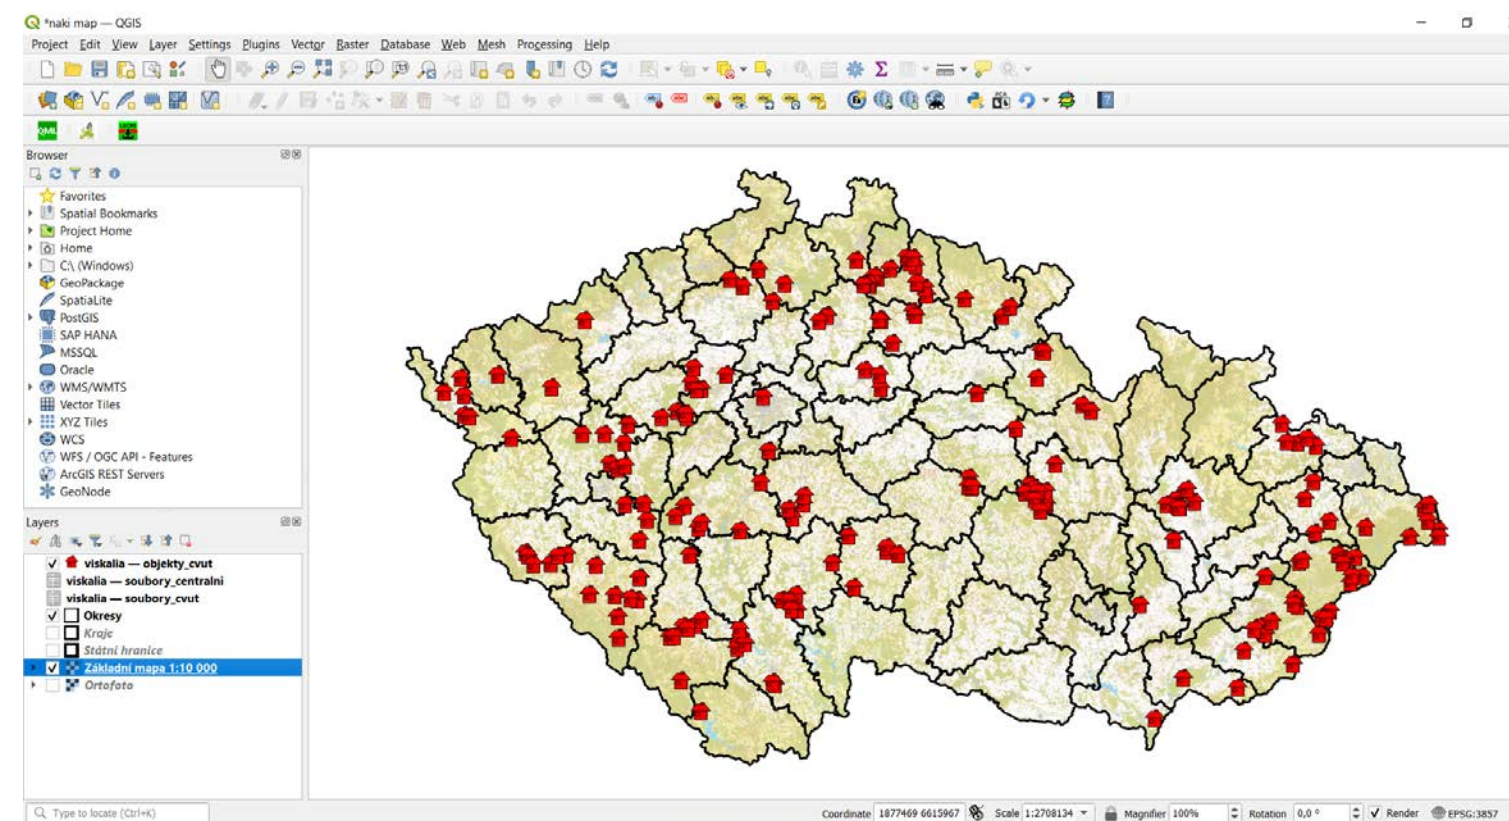 *naki map — QGIS
Project Edit View Layer Settings Plugins Vector Raster Database Web Mesh Processing Help
QML
Browser
Favorites
Spatial Bookmarks
Project Home
Home
C:\ (Windows)
GeoPackage
SpatiaLite
PostGIS
SAP HANA
MSSQL
Oracle
WMS/WMTS
Vector Tiles
XYZ Tiles
WCS
WFS / OGC API - Features
ArcGIS REST Servers
GeoNode
Layers
viskalia — objekty_cvut
viskalia — soubory_centralni
viskalia — soubory_cvut
Okresy
Kraje
Státní hranice
Základní mapa 1:10 000
Ortofoto
Type to locate (Ctrl+K)
Coordinate 1877469 6615967 Scale 1:2708134 Magnifier 100% Rotation 0,0 ° Render EPSG:3857